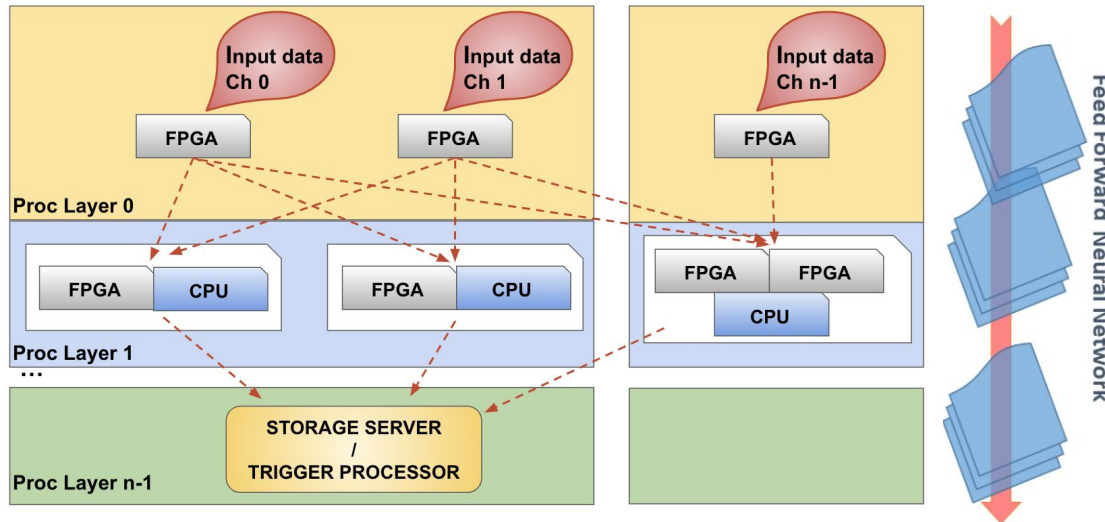 Input data
Ch 0
Input data
Ch 1
Input data
Ch n-1
FPGA
FPGA
FPGA
Proc Layer 0
FPGA
CPU
FPGA
CPU
FPGA
FPGA
CPU
Proc Layer 1
...
STORAGE SERVER
/
TRIGGER PROCESSOR
Proc Layer n-1
Feed Forward Neural Network